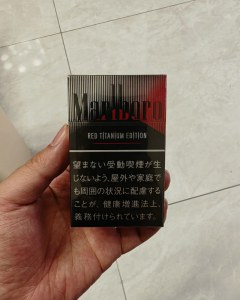 Marlboro
RED TITANIUM EDITION
望まない受動喫煙が生
じないよう、屋外や家庭で
も周囲の状況に配慮する
ことが、健康増進法上、
義務付けられています。